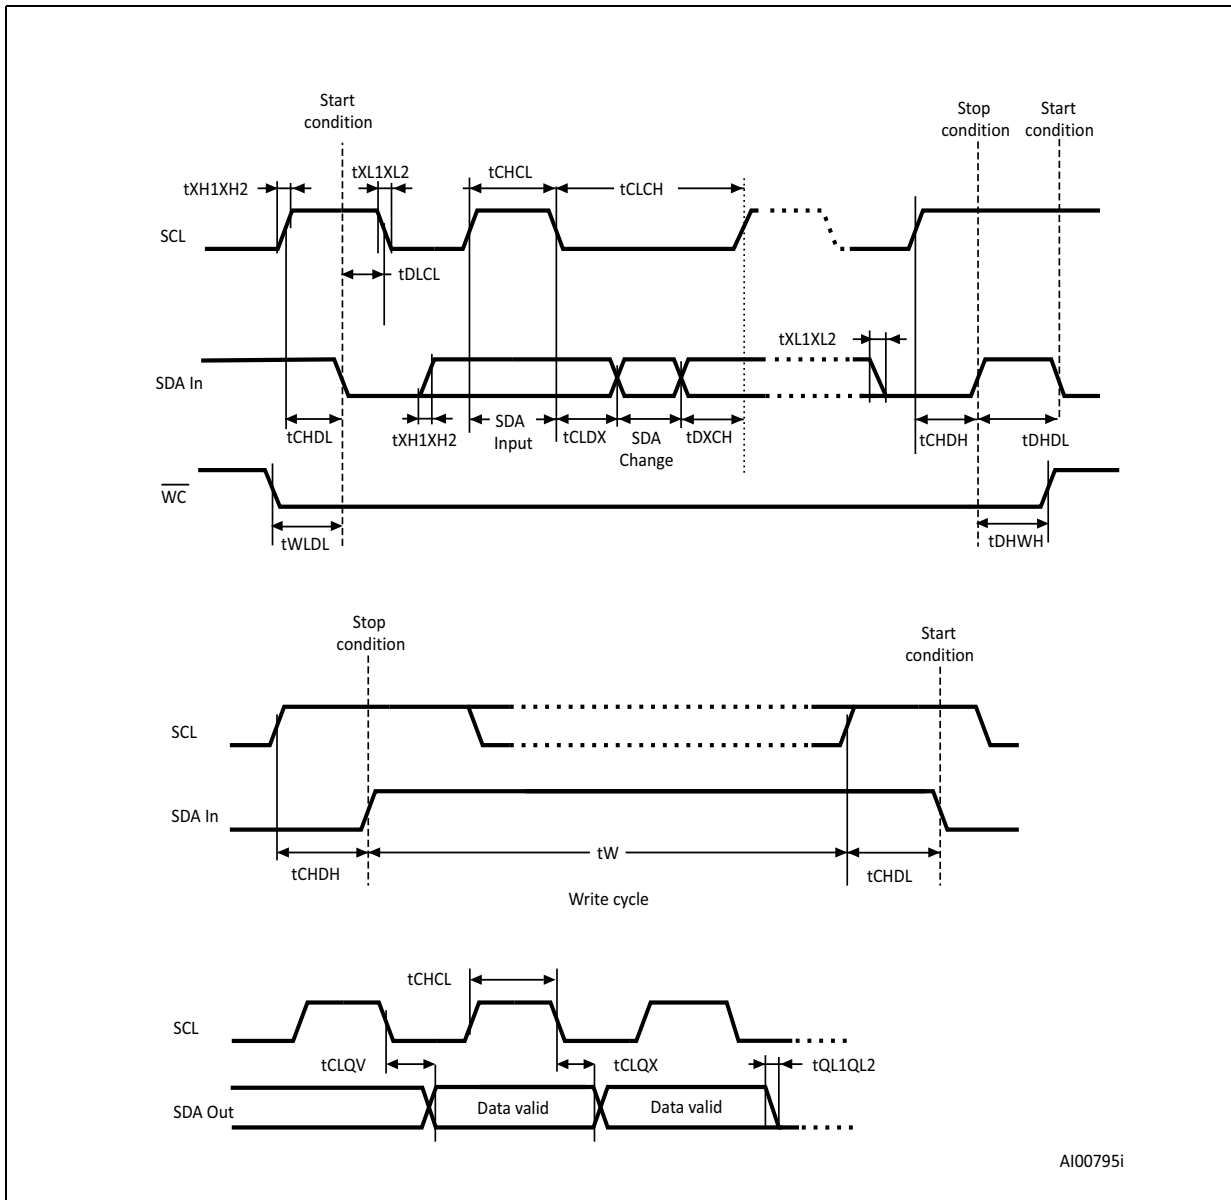 Start
condition
Stop
condition
Start
condition
tXH1XH2
tXL1XL2
tCHCL
tCLCH
SCL
tDLCL
tXL1XL2
SDA In
tCHDL
tXH1XH2
SDA
Input
tCLDX
SDA
Change
tDXCH
tCHDH
tDHDL
WC
tWLDL
tDHWH
Stop
condition
Start
condition
SCL
SDA In
tCHDH
tW
tCHDL
Write cycle
tCHCL
SCL
tCLQV
tCLQX
tQL1QL2
SDA Out
Data valid
Data valid
AI00795i